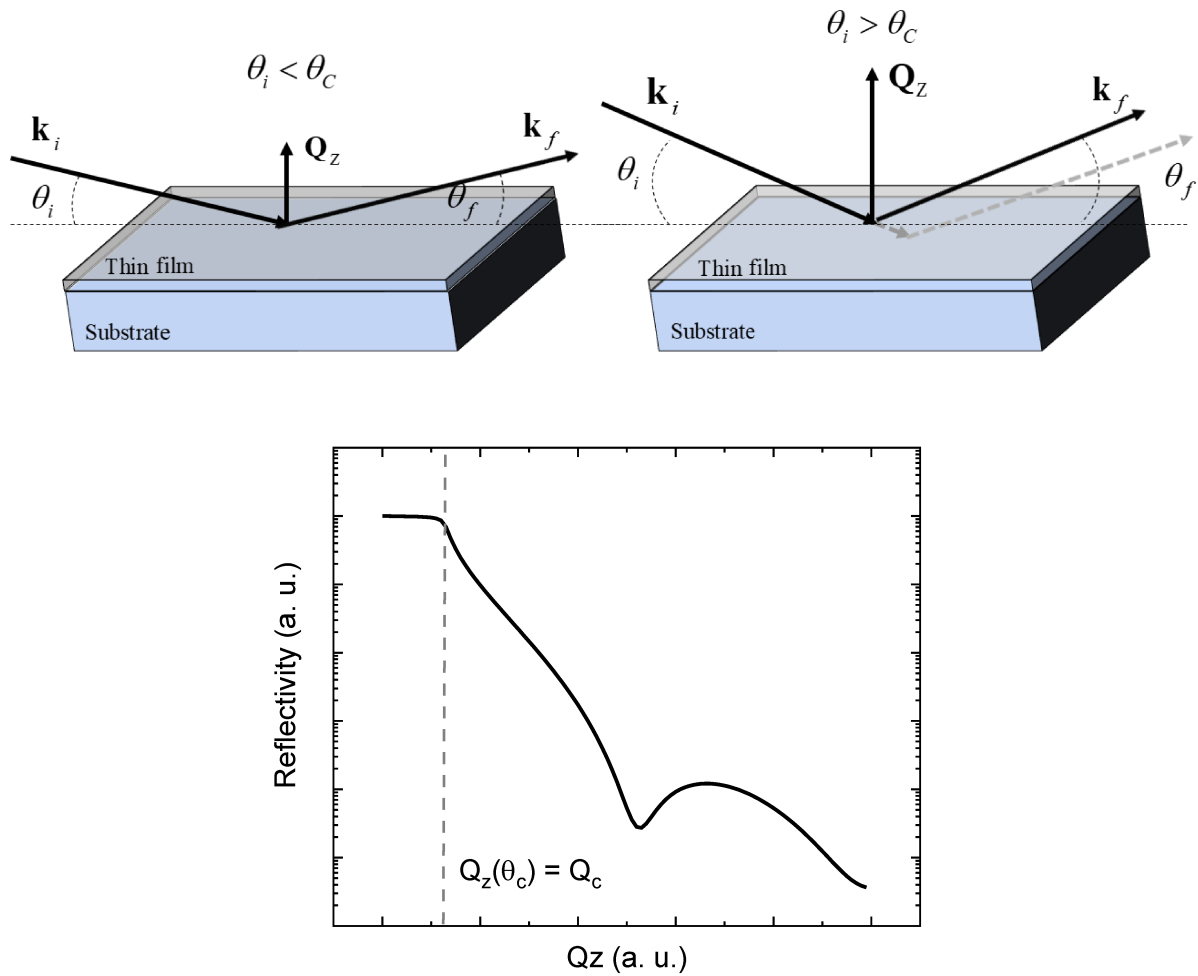 θi < θC
ki
Qz
kf
θi
θf
Thin film
Substrate
θi > θC
ki
Qz
kf
θi
θf
Thin film
Substrate
Reflectivity (a. u.)
Qz(θc) = Qc
Qz (a. u.)